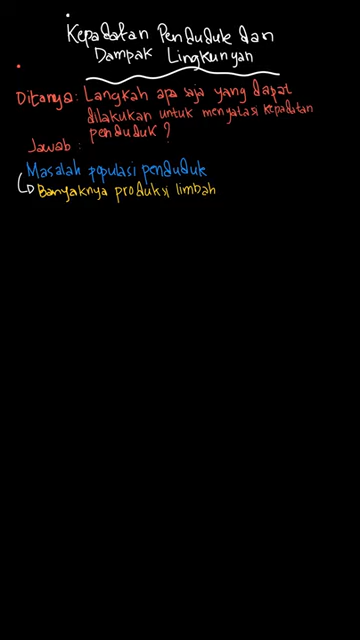 Kepadatan Penduduk dan
Dampak Lingkungan
Ditanya: Langkah apa saja yang dapat
dilakukan untuk mengatasi kepadatan
penduduk?
Jawab :
Masalah populasi penduduk
Banyaknya produksi limbah